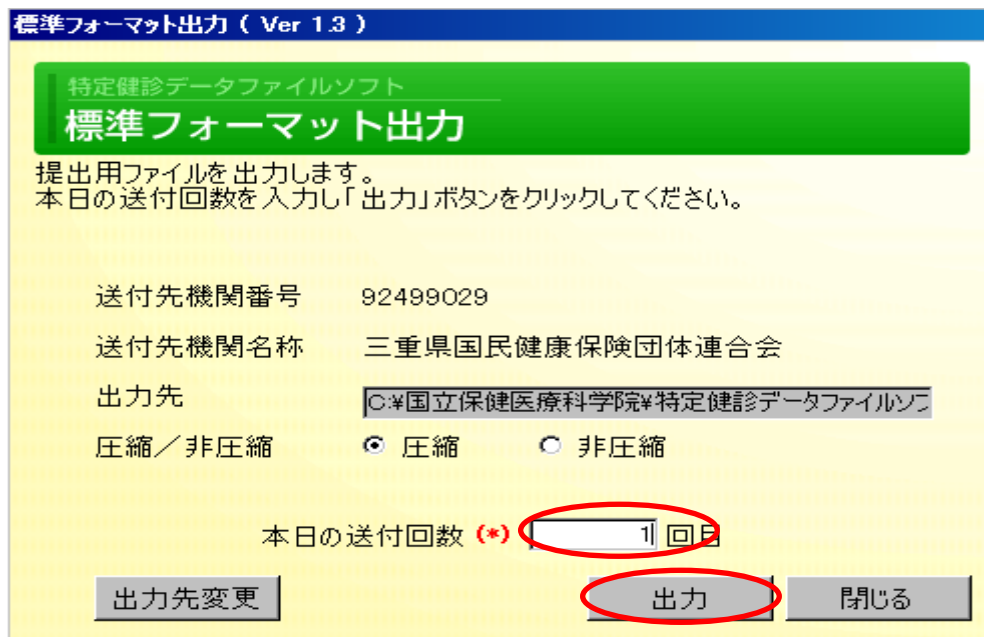 標準フォーマット出力 ( Ver 1.3 )
特定健診データファイルソフト
標準フォーマット出力
提出用ファイルを出力します。
本日の送付回数を入力し「出力」ボタンをクリックしてください。
送付先機関番号 92499029
送付先機関名称 三重県国民健康保険団体連合会
出力先 C:¥国立保健医療科学院¥特定健診データファイルソフ
圧縮／非圧縮 圧縮 非圧縮
本日の送付回数 (*) 1 回目
出力先変更 出力 閉じる